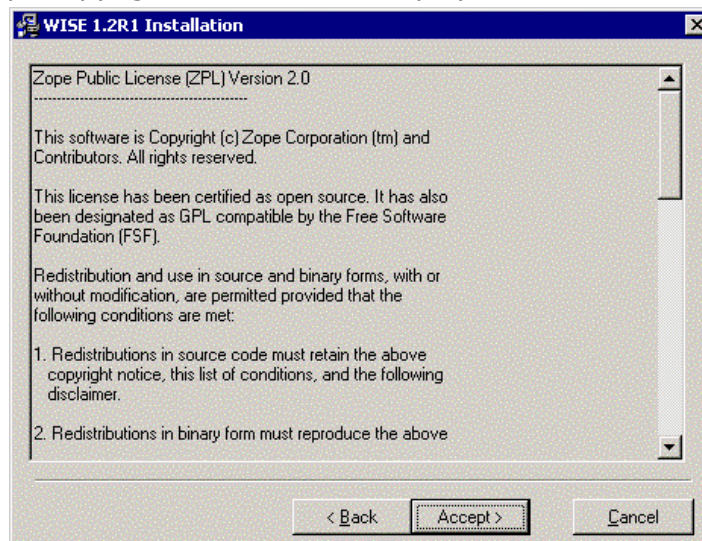 WISE 1.2R1 Installation
Zope Public License (ZPL) Version 2.0
---------------------------------------------
This software is Copyright (c) Zope Corporation (tm) and
Contributors. All rights reserved.
This license has been certified as open source. It has also
been designated as GPL compatible by the Free Software
Foundation (FSF).
Redistribution and use in source and binary forms, with or
without modification, are permitted provided that the
following conditions are met:
1. Redistributions in source code must retain the above
copyright notice, this list of conditions, and the following
disclaimer.
2. Redistributions in binary form must reproduce the above
< Back
Accept >
Cancel